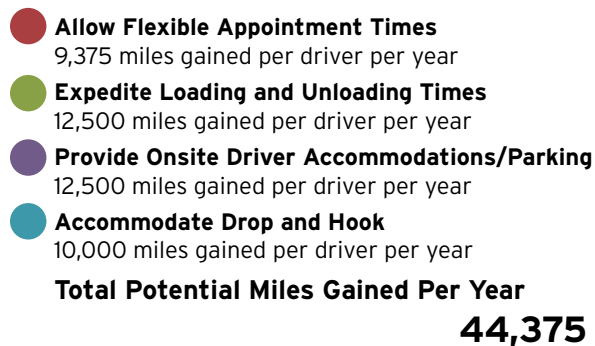 Allow Flexible Appointment Times
9,375 miles gained per driver per year
Expedite Loading and Unloading Times
12,500 miles gained per driver per year
Provide Onsite Driver Accommodations/Parking
12,500 miles gained per driver per year
Accommodate Drop and Hook
10,000 miles gained per driver per year
Total Potential Miles Gained Per Year
44,375